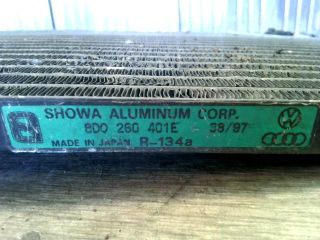 SHOWA ALUMINUM CORP.
8D0 260 401E - 38/97
MADE IN JAPAN R-134a